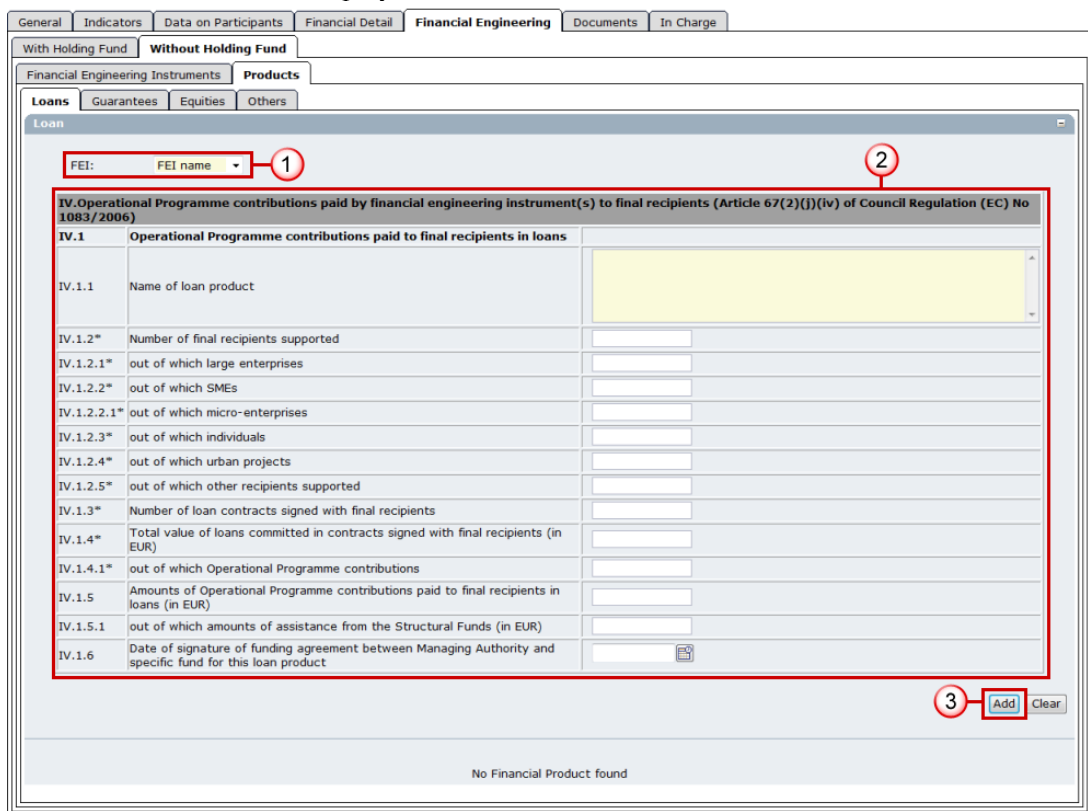 General Indicators Data on Participants Financial Detail Financial Engineering Documents In Charge
With Holding Fund Without Holding Fund
Financial Engineering Instruments Products
Loans Guarantees Equities Others
Loan
FEI: FEI name 1
2
IV.Operational Programme contributions paid by financial engineering instrument(s) to final recipients (Article 67(2)(j)(iv) of Council Regulation (EC) No
1083/2006)
IV.1 Operational Programme contributions paid to final recipients in loans
IV.1.1 Name of loan product
IV.1.2* Number of final recipients supported
IV.1.2.1* out of which large enterprises
IV.1.2.2* out of which SMEs
IV.1.2.2.1* out of which micro-enterprises
IV.1.2.3* out of which individuals
IV.1.2.4* out of which urban projects
IV.1.2.5* out of which other recipients supported
IV.1.3* Number of loan contracts signed with final recipients
IV.1.4* Total value of loans committed in contracts signed with final recipients (in
EUR)
IV.1.4.1* out of which Operational Programme contributions
IV.1.5 Amounts of Operational Programme contributions paid to final recipients in
loans (in EUR)
IV.1.5.1 out of which amounts of assistance from the Structural Funds (in EUR)
IV.1.6 Date of signature of funding agreement between Managing Authority and
specific fund for this loan product
3 Add Clear
No Financial Product found